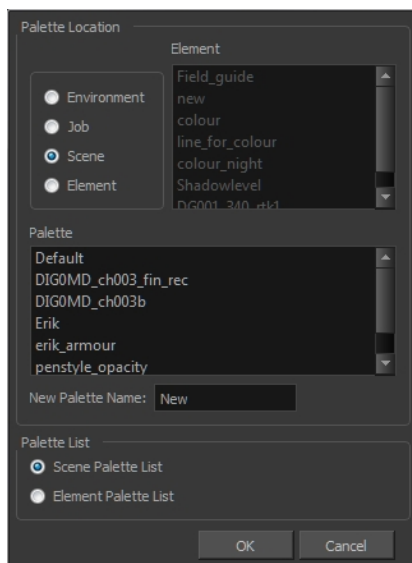 Palette Location
Element
Environment
Job
Scene
Element
Field_guide
new
colour
line_for_colour
colour_night
Shadowlevel
DG001_340_rtk1
Palette
Default
DIG0MD_ch003_fin_rec
DIG0MD_ch003b
Erik
erik_armour
penstyle_opacity
New Palette Name: New
Palette List
Scene Palette List
Element Palette List
OK Cancel